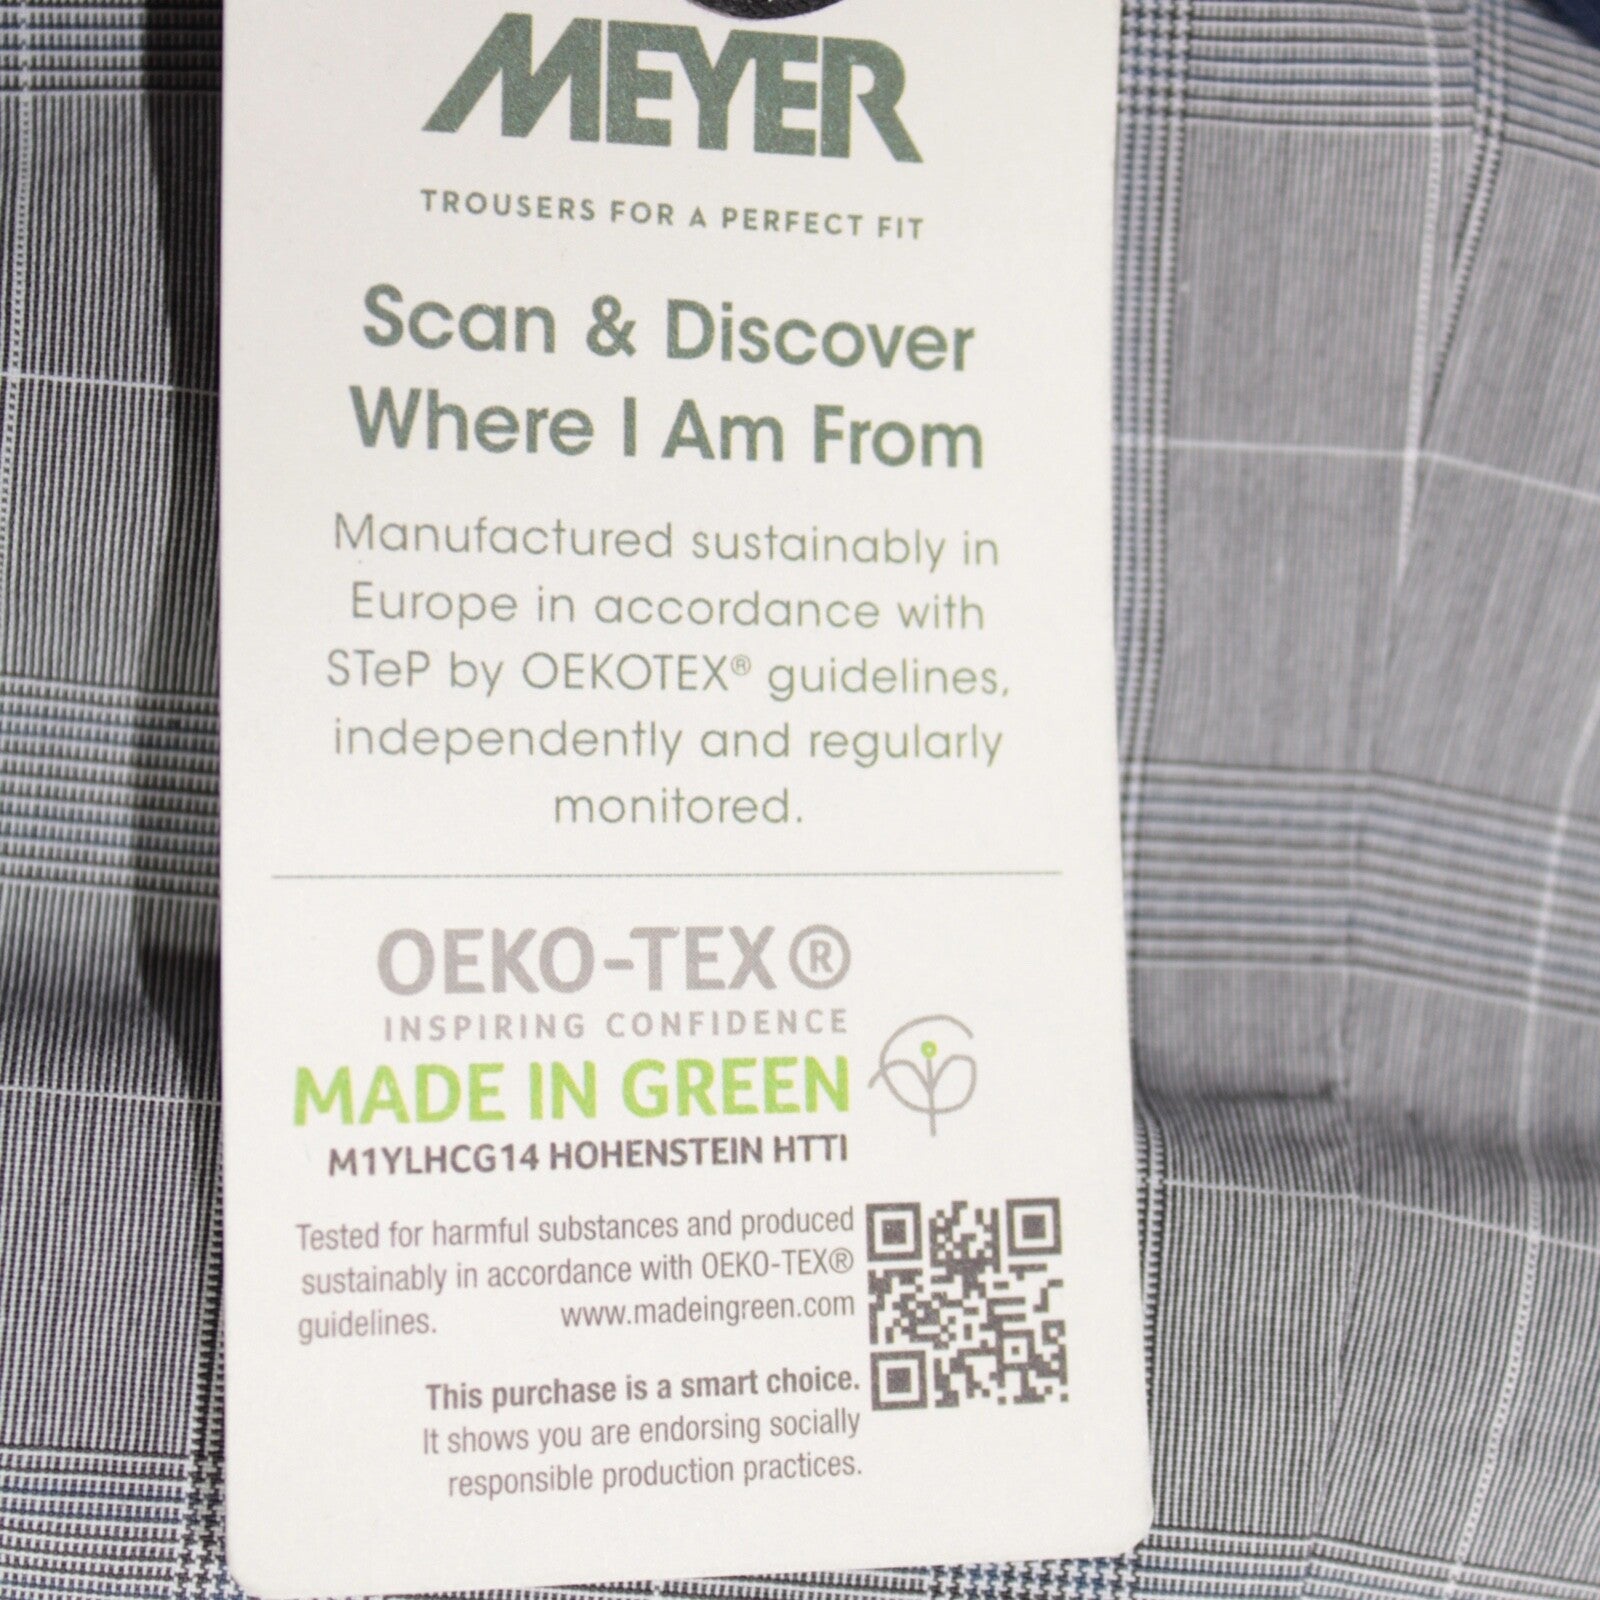 MEYER
TROUSERS FOR A PERFECT FIT
Scan & Discover
Where I Am From
Manufactured sustainably in
Europe in accordance with
STeP by OEKOTEX® guidelines,
independently and regularly
monitored.
OEKO-TEX®
INSPIRING CONFIDENCE
MADE IN GREEN
M1YLHCG14 HOHENSTEIN HTTI
Tested for harmful substances and produced
sustainably in accordance with OEKO-TEX®
guidelines. www.madeingreen.com
This purchase is a smart choice.
It shows you are endorsing socially
responsible production practices.